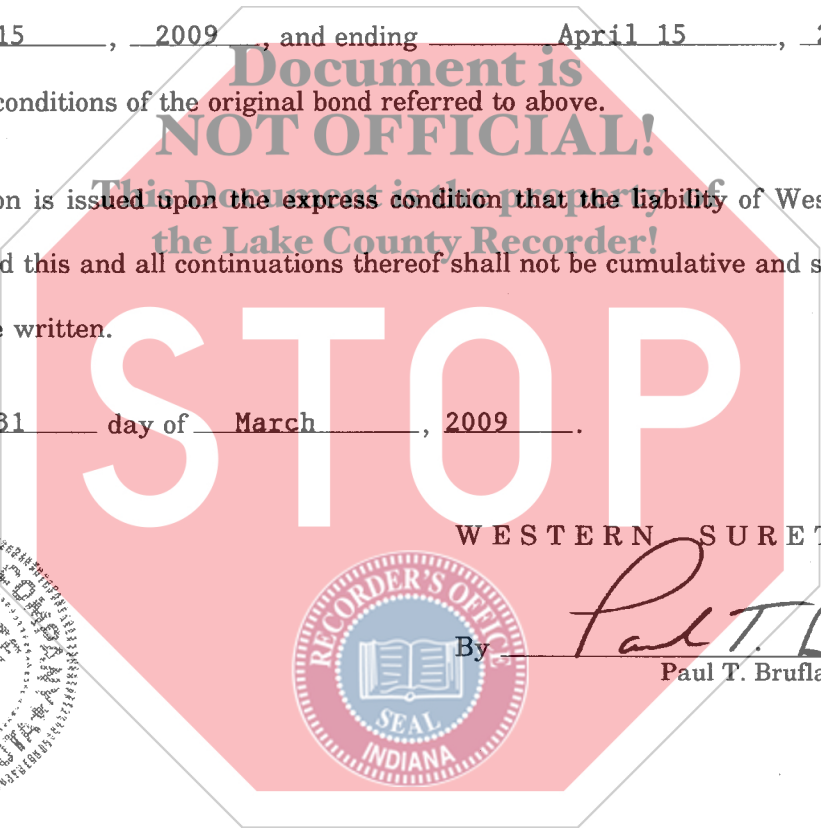 15, 2009, and ending April 15,
Document is
conditions of the original bond referred to above.
NOT OFFICIAL!
This Document is the property of
is issued upon the express condition that the liability of Wes
the Lake County Recorder!
this and all continuations thereof shall not be cumulative and s
written.
STOP
31 day of March, 2009.
WESTERN SURET
RECORDER'S OFFICE
SEAL
INDIANA
COMPANY
By Paul T.
Paul T. Brufla